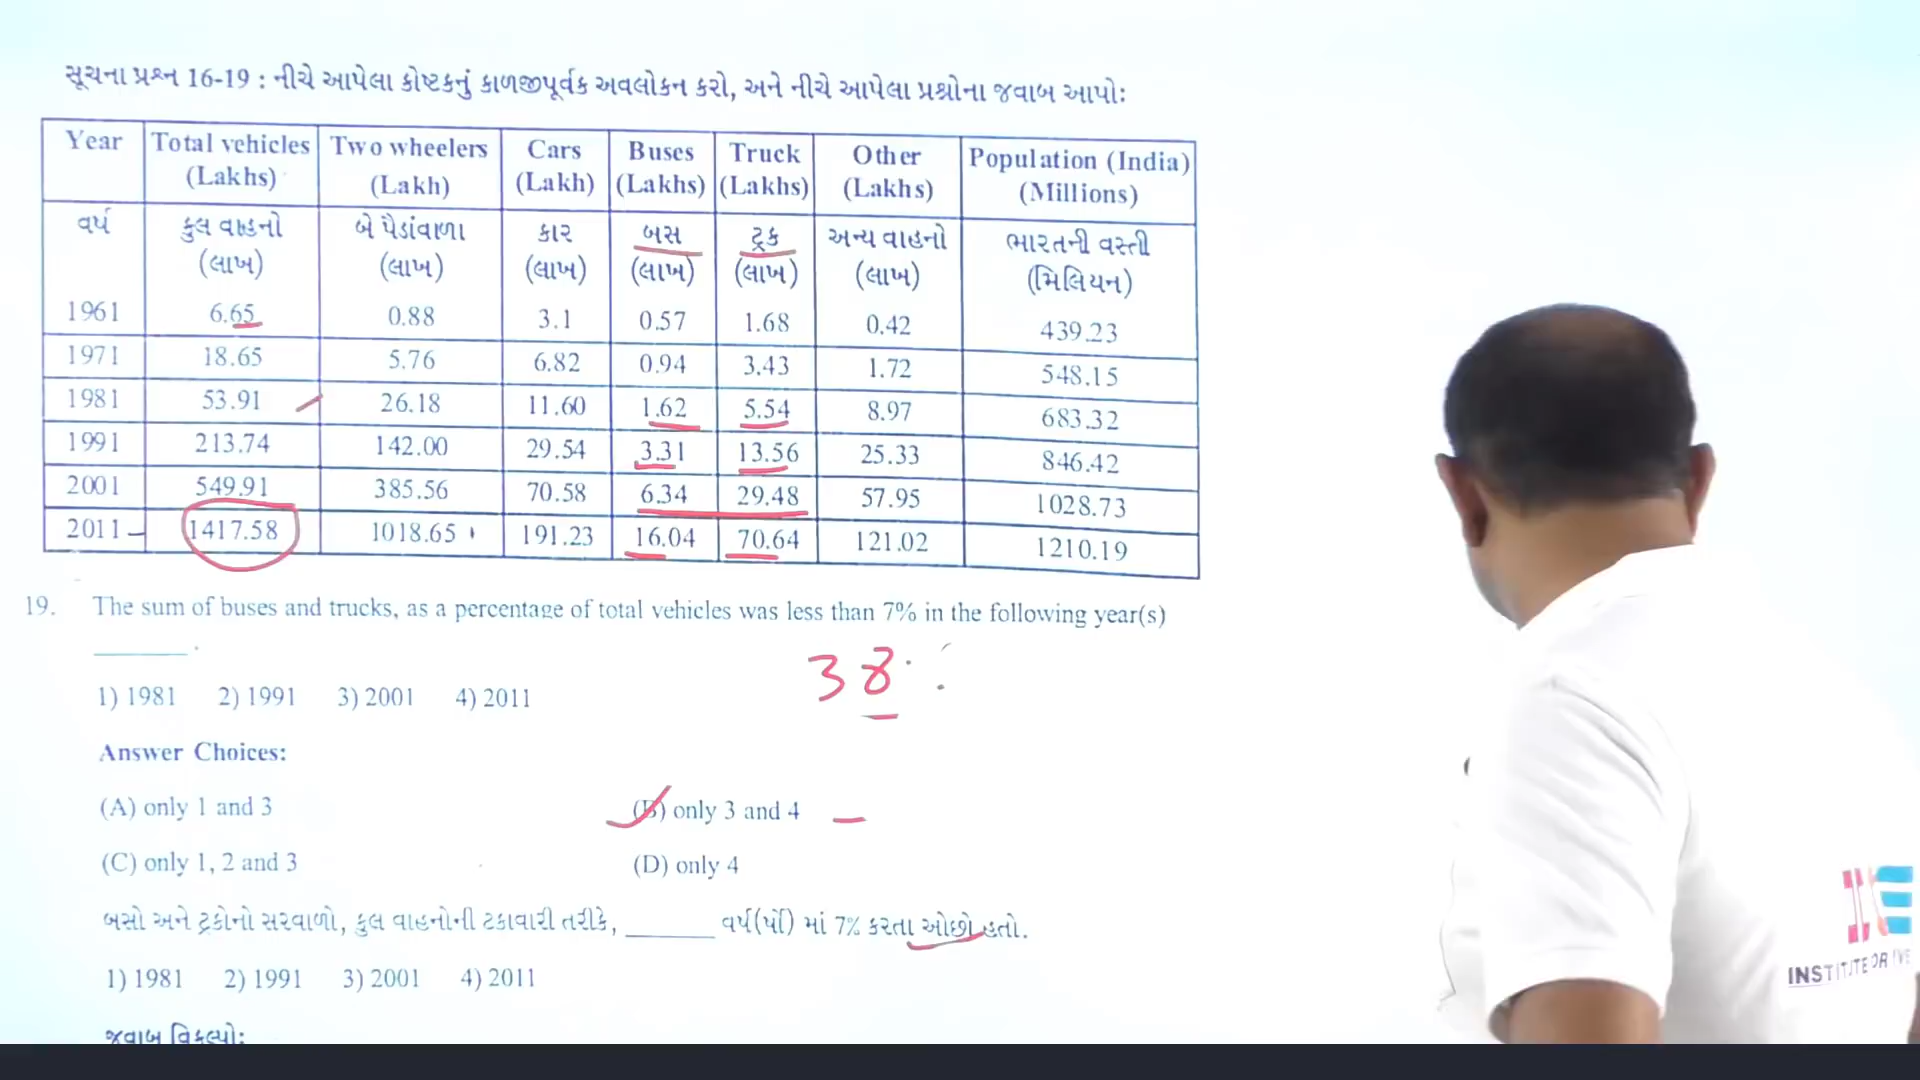 સૂચના પ્રશ્ન 16-19 : નીચે આપેલા કોષ્ટકનું કાળજીપૂર્વક અવલોકન કરો, અને નીચે આપેલા પ્રશ્નોના જવાબ આપો:
Year Total vehicles (Lakhs) Two wheelers (Lakh) Cars (Lakh) Buses (Lakhs) Truck (Lakhs) Other (Lakhs) Population (India) (Millions)
વર્ષ કુલ વાહનો (લાખ) બે પૈડાંવાળા (લાખ) કાર (લાખ) બસ (લાખ) ટ્રક (લાખ) અન્ય વાહનો (લાખ) ભારતની વસ્તી (મિલિયન)
1961 6.65 0.88 3.1 0.57 1.68 0.42 439.23
1971 18.65 5.76 6.82 0.94 3.43 1.72 548.15
1981 53.91 26.18 11.60 1.62 5.54 8.97 683.32
1991 213.74 142.00 29.54 3.31 13.56 25.33 846.42
2001 549.91 385.56 70.58 6.34 29.48 57.95 1028.73
2011 1417.58 1018.65 191.23 16.04 70.64 121.02 1210.19
19. The sum of buses and trucks, as a percentage of total vehicles was less than 7% in the following year(s)
_______ .
38
1) 1981 2) 1991 3) 2001 4) 2011
Answer Choices:
(A) only 1 and 3 (B) only 3 and 4
(C) only 1, 2 and 3 (D) only 4
બસો અને ટ્રકોનો સરવાળો, કુલ વાહનોની ટકાવારી તરીકે, _______ વર્ષ(ર્ષો) માં 7% કરતા ઓછો હતો.
1) 1981 2) 1991 3) 2001 4) 2011
જવાબ વિકલ્પો:
INSTITUTE